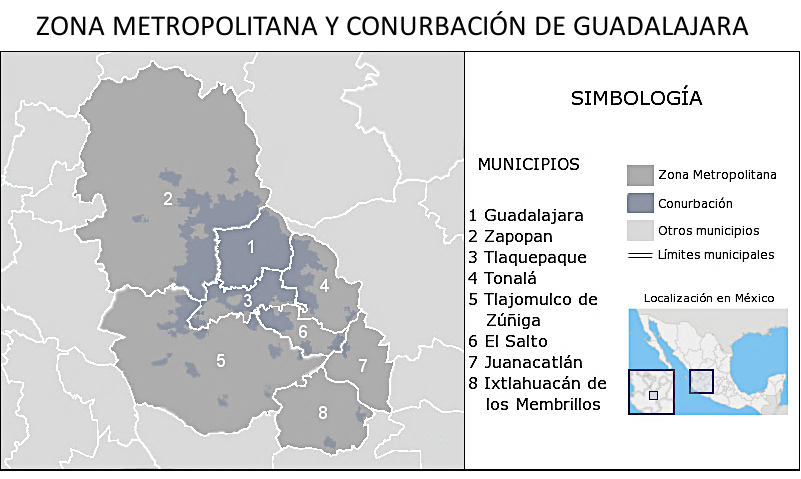 ZONA METROPOLITANA Y CONURBACIÓN DE GUADALAJARA
2
1
4
3
6
5
7
8
SIMBOLOGÍA
MUNICIPIOS
1 Guadalajara
2 Zapopan
3 Tlaquepaque
4 Tonalá
5 Tlajomulco de
Zúñiga
6 El Salto
7 Juanacatlán
8 Ixtlahuacán de
los Membrillos
Zona Metropolitana
Conurbación
Otros municipios
Límites municipales
Localización en México